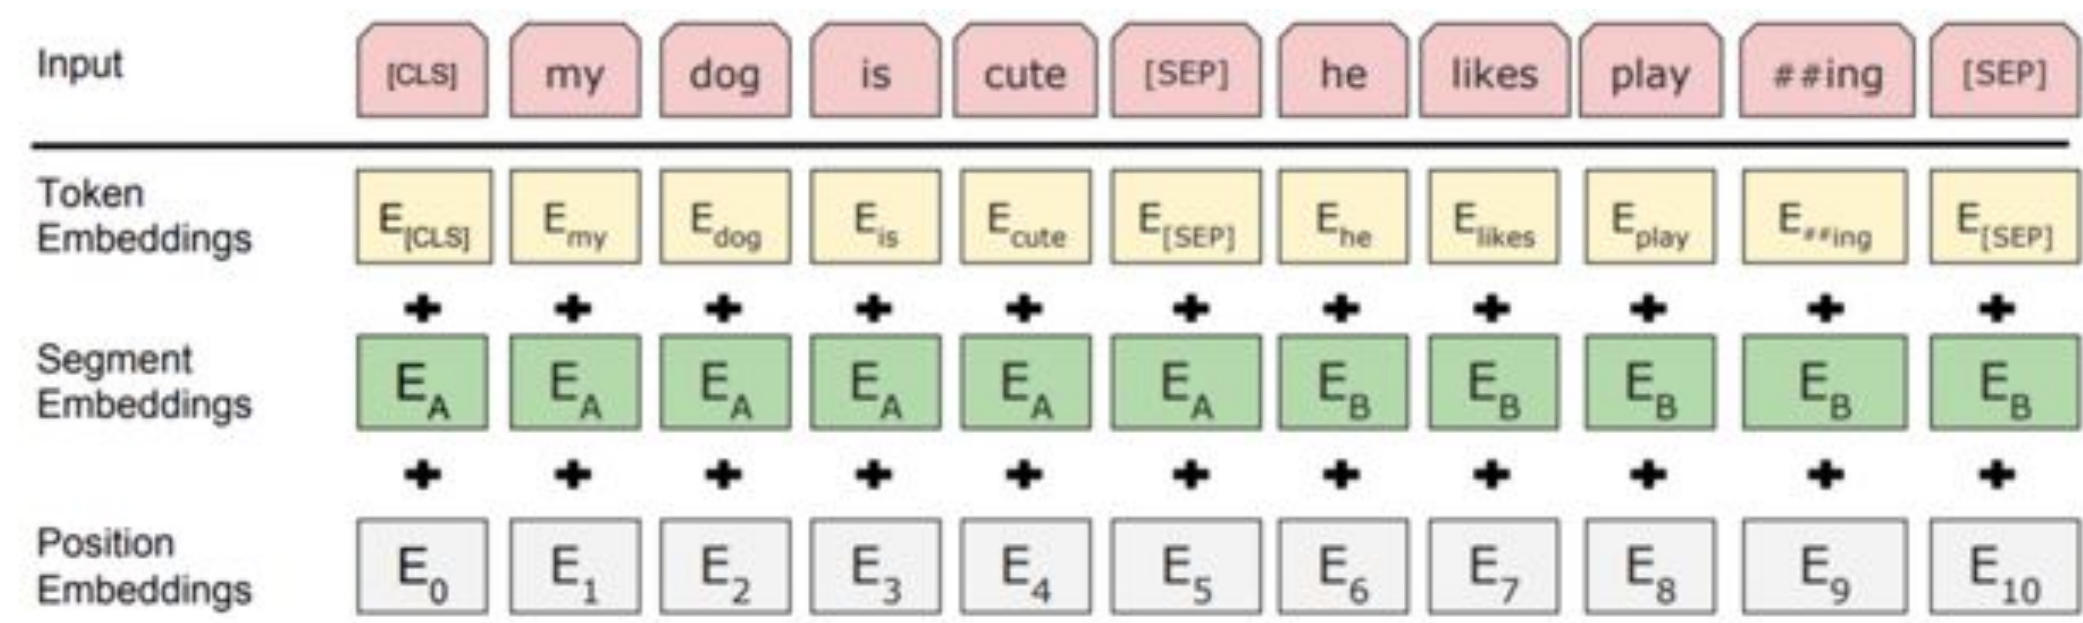 Input [CLS] my dog is cute [SEP] he likes play ##ing [SEP]
Token Embeddings E[CLS] Emy Edog Eis Ecute E[SEP] Ehe Elikes Eplay E##ing E[SEP]
+ + + + + + + + + + +
Segment Embeddings EA EA EA EA EA EA EB EB EB EB EB
+ + + + + + + + + + +
Position Embeddings E0 E1 E2 E3 E4 E5 E6 E7 E8 E9 E10